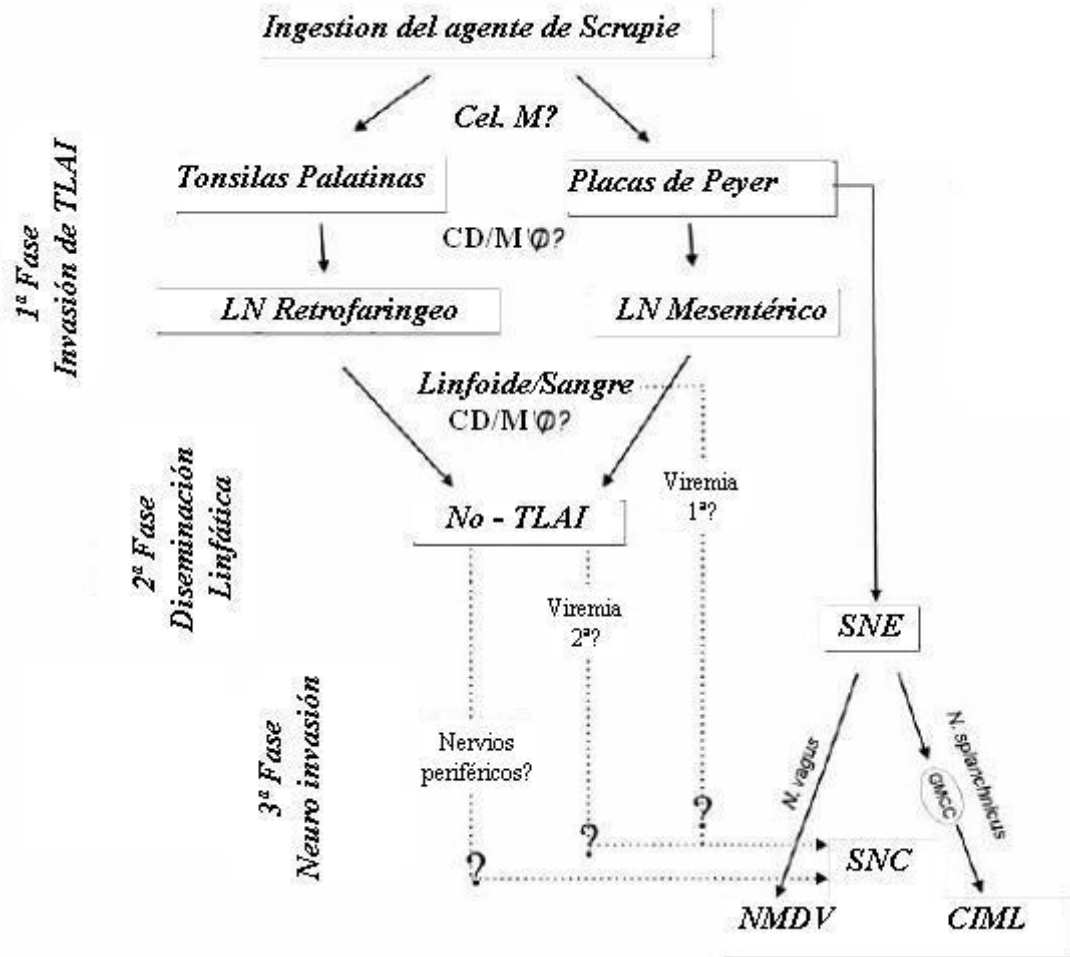 Ingestion del agente de Scrapie
Cel. M?
Tonsilas Palatinas
Placas de Peyer
CD/M\Ø?
LN Retrofaringeo
LN Mesentérico
1ª Fase
Invasión de TLAI
Linfoide/Sangre
CD/M\Ø?
Viremia
1ª?
No - TLAI
2ª Fase
Diseminación
Linfática
Viremia
2ª?
SNE
3ª Fase
Neuro invasión
Nervios
periféricos?
N. vagus
N. splanchnicus
GMCC
?
?
?
SNC
NMDV
CIML